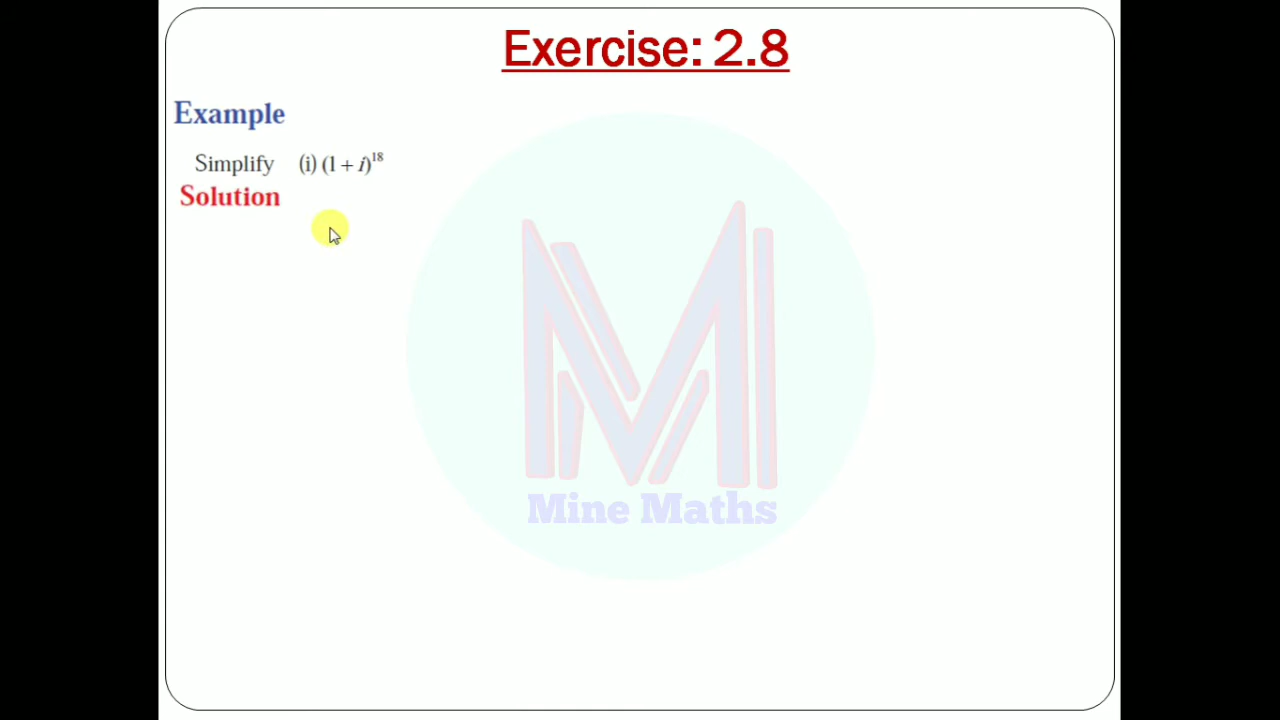 Exercise: 2.8
Example
Simplify (i) (1 + i)¹⁸
Solution
Mine Maths